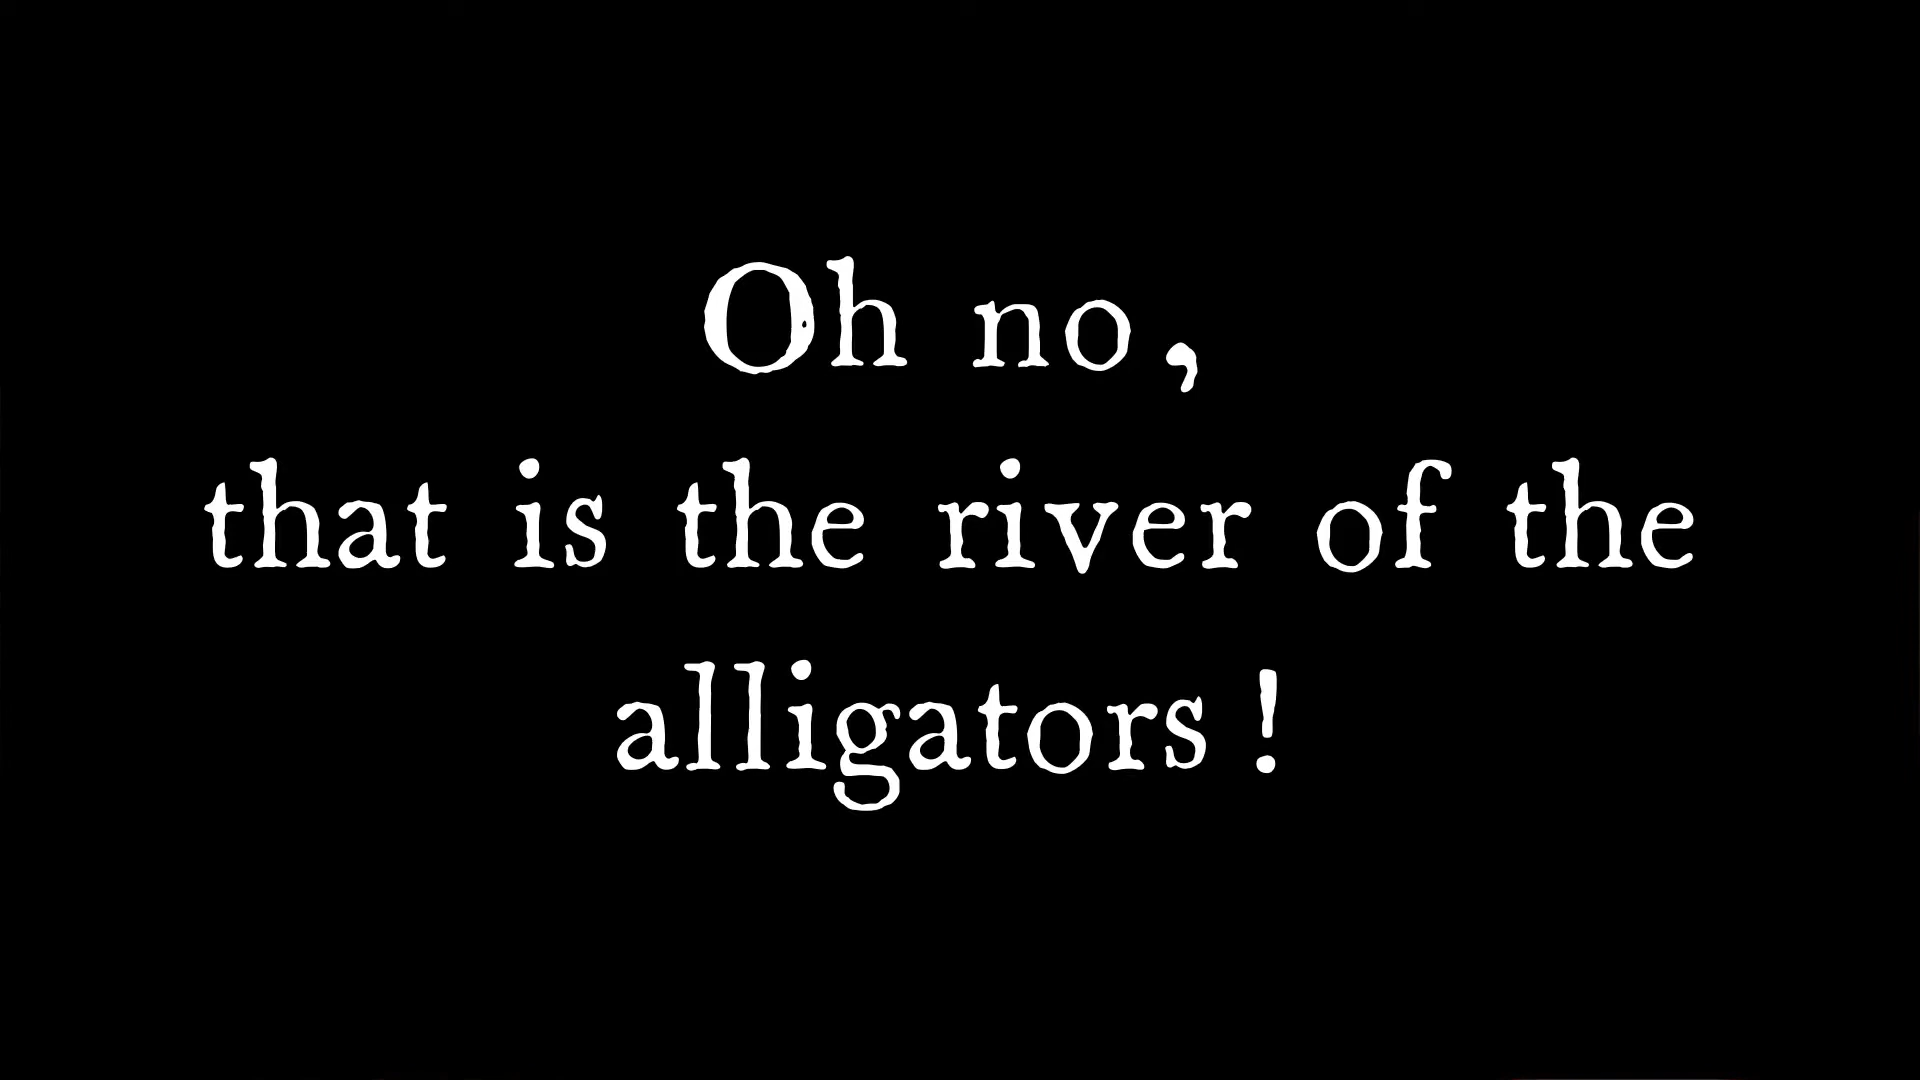 Oh no,
that is the river of the
alligators!